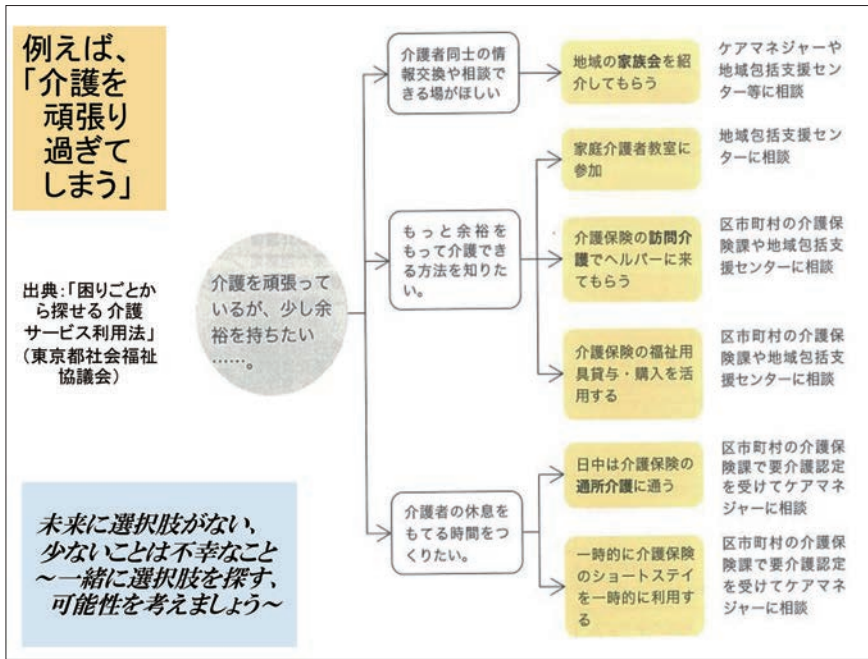 例えば、
「介護を
頑張り
過ぎて
しまう」
出典:「困りごとか
ら探せる 介護
サービス利用法」
（東京都社会福祉
協議会）
介護を頑張って
いるが、少し余
裕を持ちたい
……。
介護者同士の情
報交換や相談で
きる場がほしい
地域の家族会を紹
介してもらう
ケアマネジャーや
地域包括支援セン
ター等に相談
もっと余裕を
もって介護でき
る方法を知りた
い。
家庭介護者教室に
参加
地域包括支援セン
ターに相談
介護保険の訪問介
護でヘルパーに来
てもらう
区市町村の介護保
険課や地域包括支
援センターに相談
介護保険の福祉用
具貸与・購入を活
用する
区市町村の介護保
険課や地域包括支
援センターに相談
介護者の休息を
もてる時間をつ
くりたい。
日中は介護保険の
通所介護に通う
区市町村の介護保
険課で要介護認定
を受けてケアマネ
ジャーに相談
一時的に介護保険
のショートステイ
を一時的に利用す
る
区市町村の介護保
険課で要介護認定
を受けてケアマネ
ジャーに相談
未来に選択肢がない、
少ないことは不幸なこと
～一緒に選択肢を探す、
可能性を考えましょう～